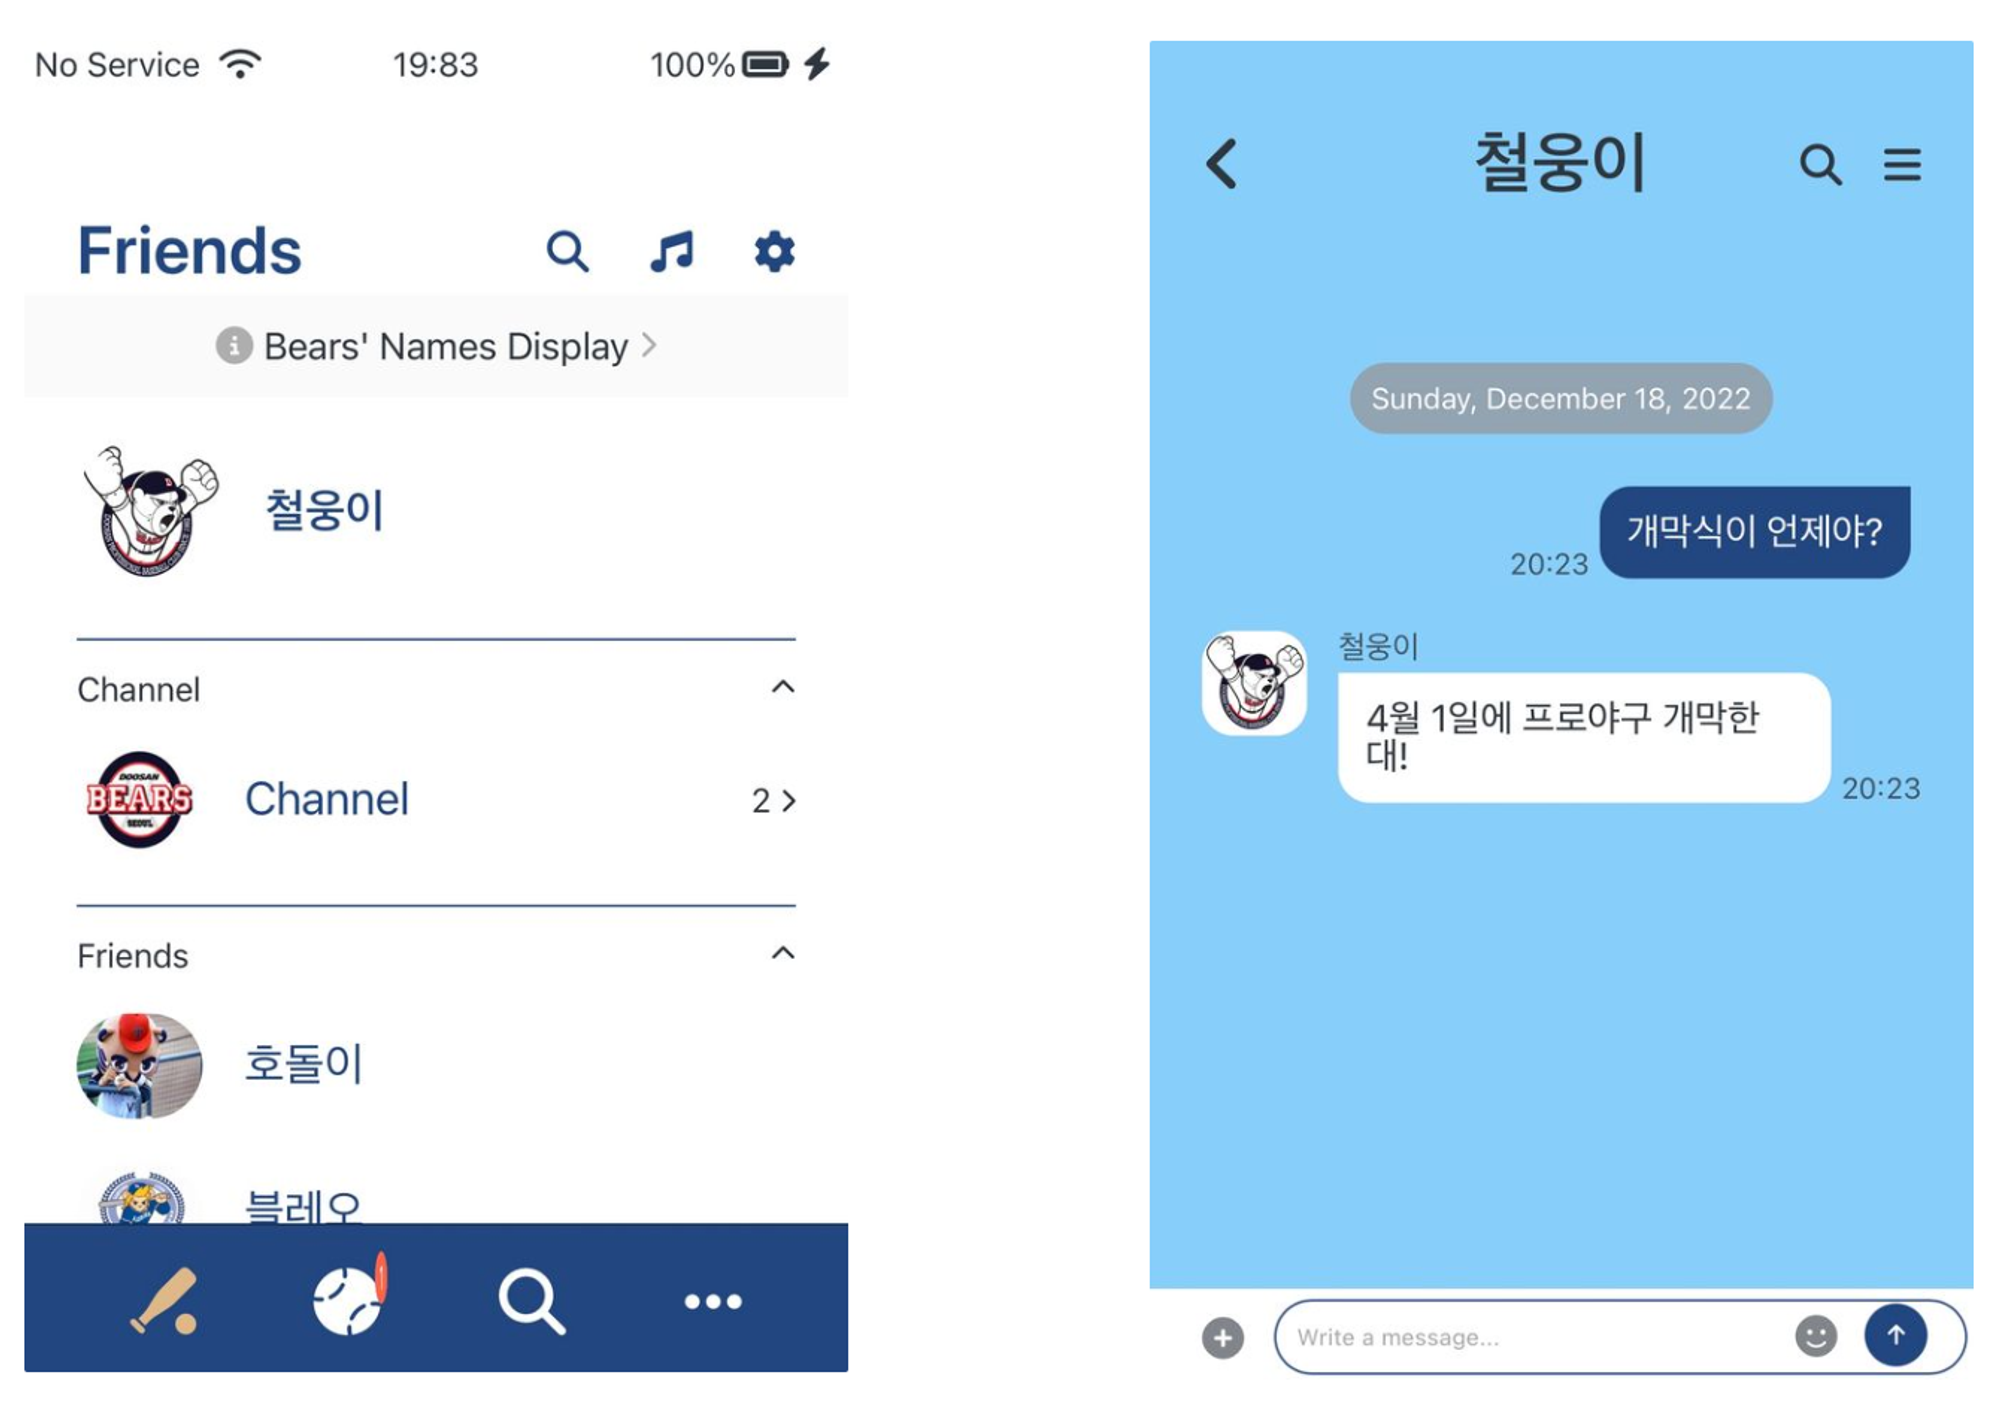 No Service 19:83 100%
Friends
Bears' Names Display
철웅이
Channel
DOOSAN
BEARS
SEOUL
Channel 2
Friends
호돌이
블레오
철웅이
Sunday, December 18, 2022
개막식이 언제야?
20:23
철웅이
4월 1일에 프로야구 개막한
대!
20:23
Write a message...